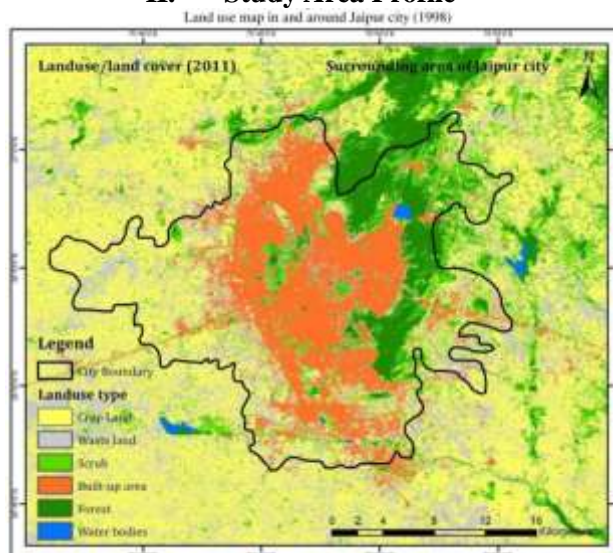 II. Study Area Profile
Land use map in and around Jaipur city (1998)
Landuse/land cover (2011) Surrounding area of Jaipur city
N
Legend
City Boundary
Landuse type
Crop Land
Waste land
Scrub
Built-up area
Forest
Water bodies
0 2 4 8 12 16
Kilometers